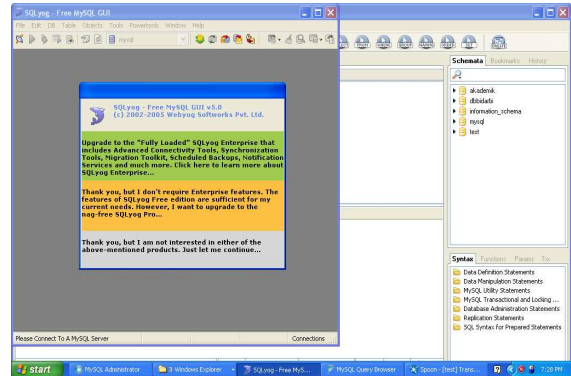 SQLyog - Free MySQL GUI
File Edit DB Table Objects Tools Powertools Window Help
mysql
SQLyog - Free MySQL GUI v5.0
(c) 2002-2005 Webyog Softworks Pvt. Ltd.
Upgrade to the "Fully Loaded" SQLyog Enterprise that
includes Advanced Connectivity Tools, Synchronization
Tools, Migration Toolkit, Scheduled Backups, Notification
Services and much more. Click here to learn more about
SQLyog Enterprise...
Thank you, but I don't require Enterprise features. The
features of SQLyog Free edition are sufficient for my
current needs. However, I want to upgrade to the
nag-free SQLyog Pro...
Thank you, but I am not interested in either of the
above-mentioned products. Just let me continue...
Please Connect To A MySQL Server
Connections
Schemata Bookmarks History
akademik
dbbidarbi
information_schema
mysql
test
Syntax Functions Params Trx
Data Definition Statements
Data Manipulation Statements
MySQL Utility Statements
MySQL Transactional and Locking ...
Database Administration Statements
Replication Statements
SQL Syntax for Prepared Statements
start
MySQL Administrator
3 Windows Explorer
SQLyog - Free MyS...
MySQL Query Browser
Spoon - [test] Trans...
7:28 PM